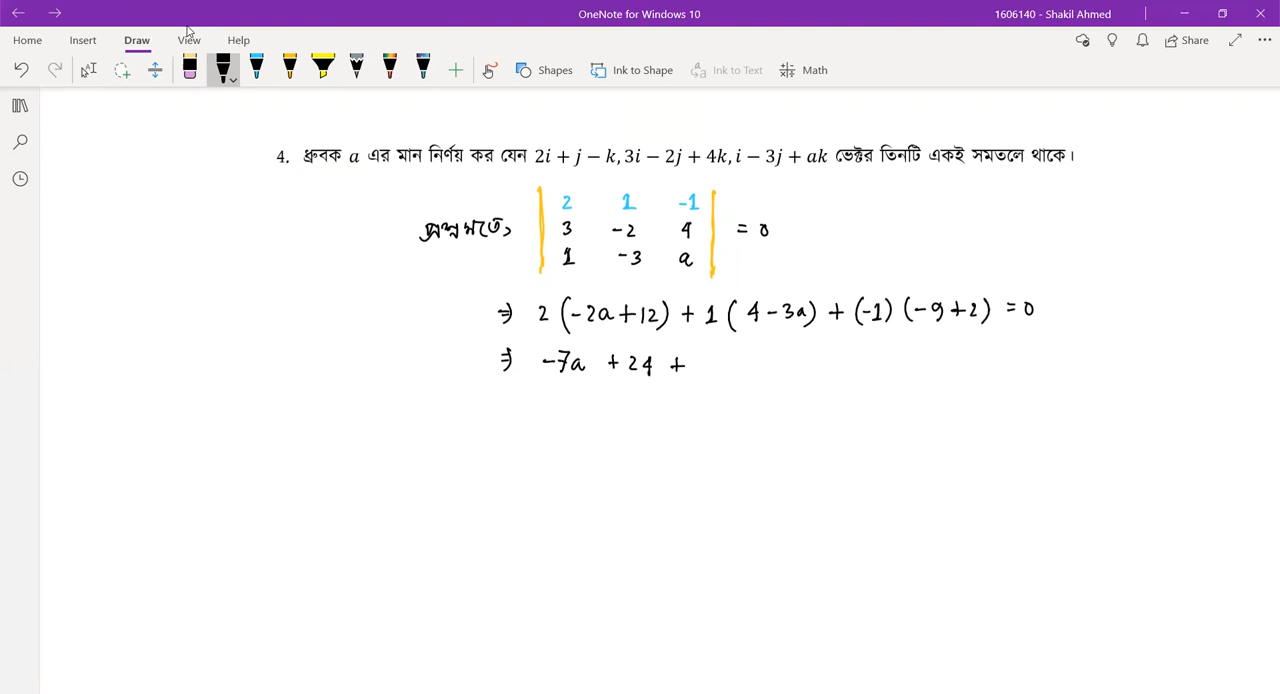 OneNote for Windows 10
1606140 - Shakil Ahmed
Home Insert Draw View Help
Share
Shapes Ink to Shape Ink to Text Math
4. ধ্রুবক a এর মান নির্ণয় কর যেন 2i + j − k, 3i − 2j + 4k, i − 3j + ak ভেক্টর তিনটি একই সমতলে থাকে।
2 1 -1
প্রশ্নমতে, 3 -2 4 = 0
1 -3 a
⇒ 2 (-2a+12) + 1 (4-3a) + (-1) (-9+2) = 0
⇒ -7a + 24 +